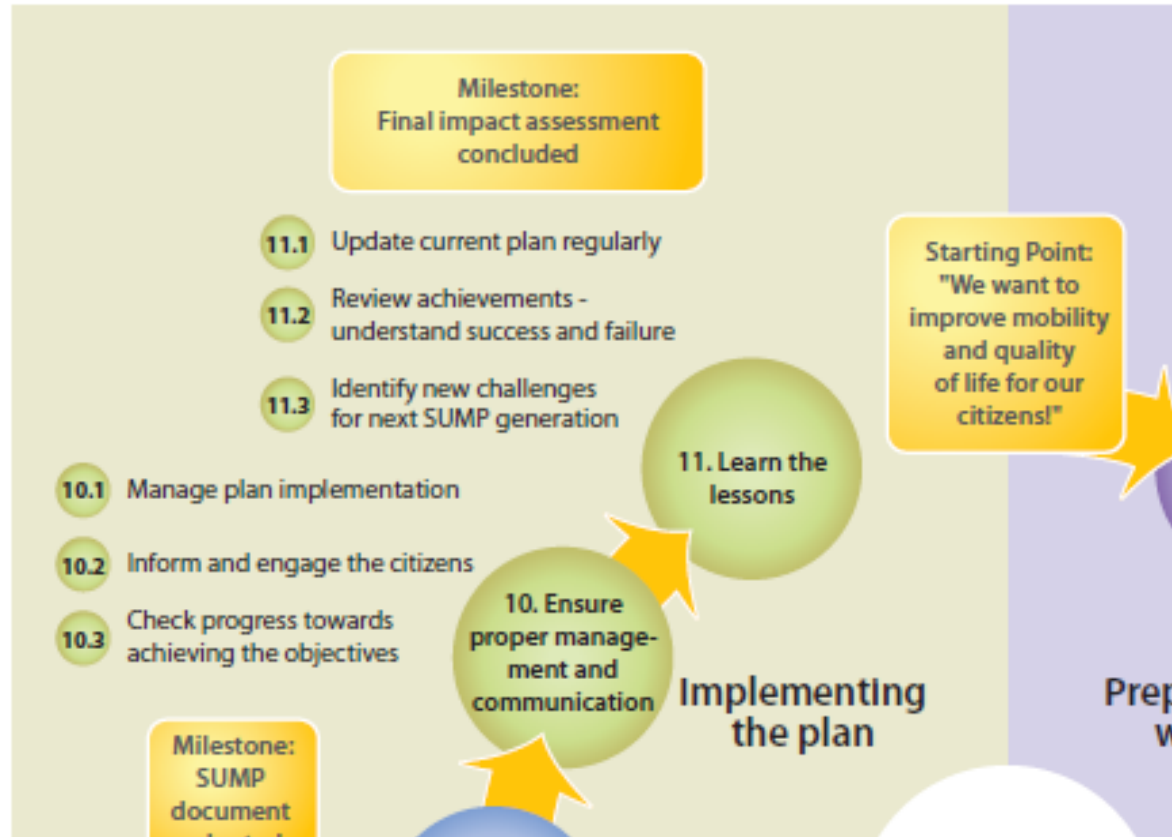 Milestone:
Final impact assessment
concluded
11.1 Update current plan regularly
11.2 Review achievements -
understand success and failure
11.3 Identify new challenges
for next SUMP generation
Starting Point:
"We want to
improve mobility
and quality
of life for our
citizens!"
11. Learn the
lessons
10.1 Manage plan implementation
10.2 Inform and engage the citizens
10.3 Check progress towards
achieving the objectives
10. Ensure
proper manage-
ment and
communication
Implementing
the plan
Milestone:
SUMP
document